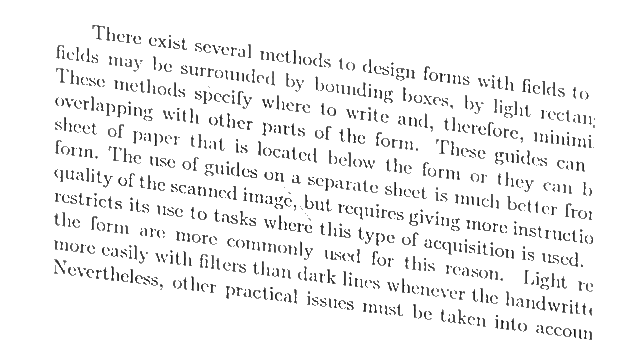 There exist several methods to design forms with fields to
fields may be surrounded by bounding boxes, by light rectan
These methods specify where to write and, therefore, minimi
overlapping with other parts of the form. These guides can
sheet of paper that is located below the form or they can b
form. The use of guides on a separate sheet is much better fro
quality of the scanned image, but requires giving more instructio
restricts its use to tasks where this type of acquisition is used.
the form are more commonly used for this reason. Light re
more easily with filters than dark lines whenever the handwritt
Nevertheless, other practical issues must be taken into accoun